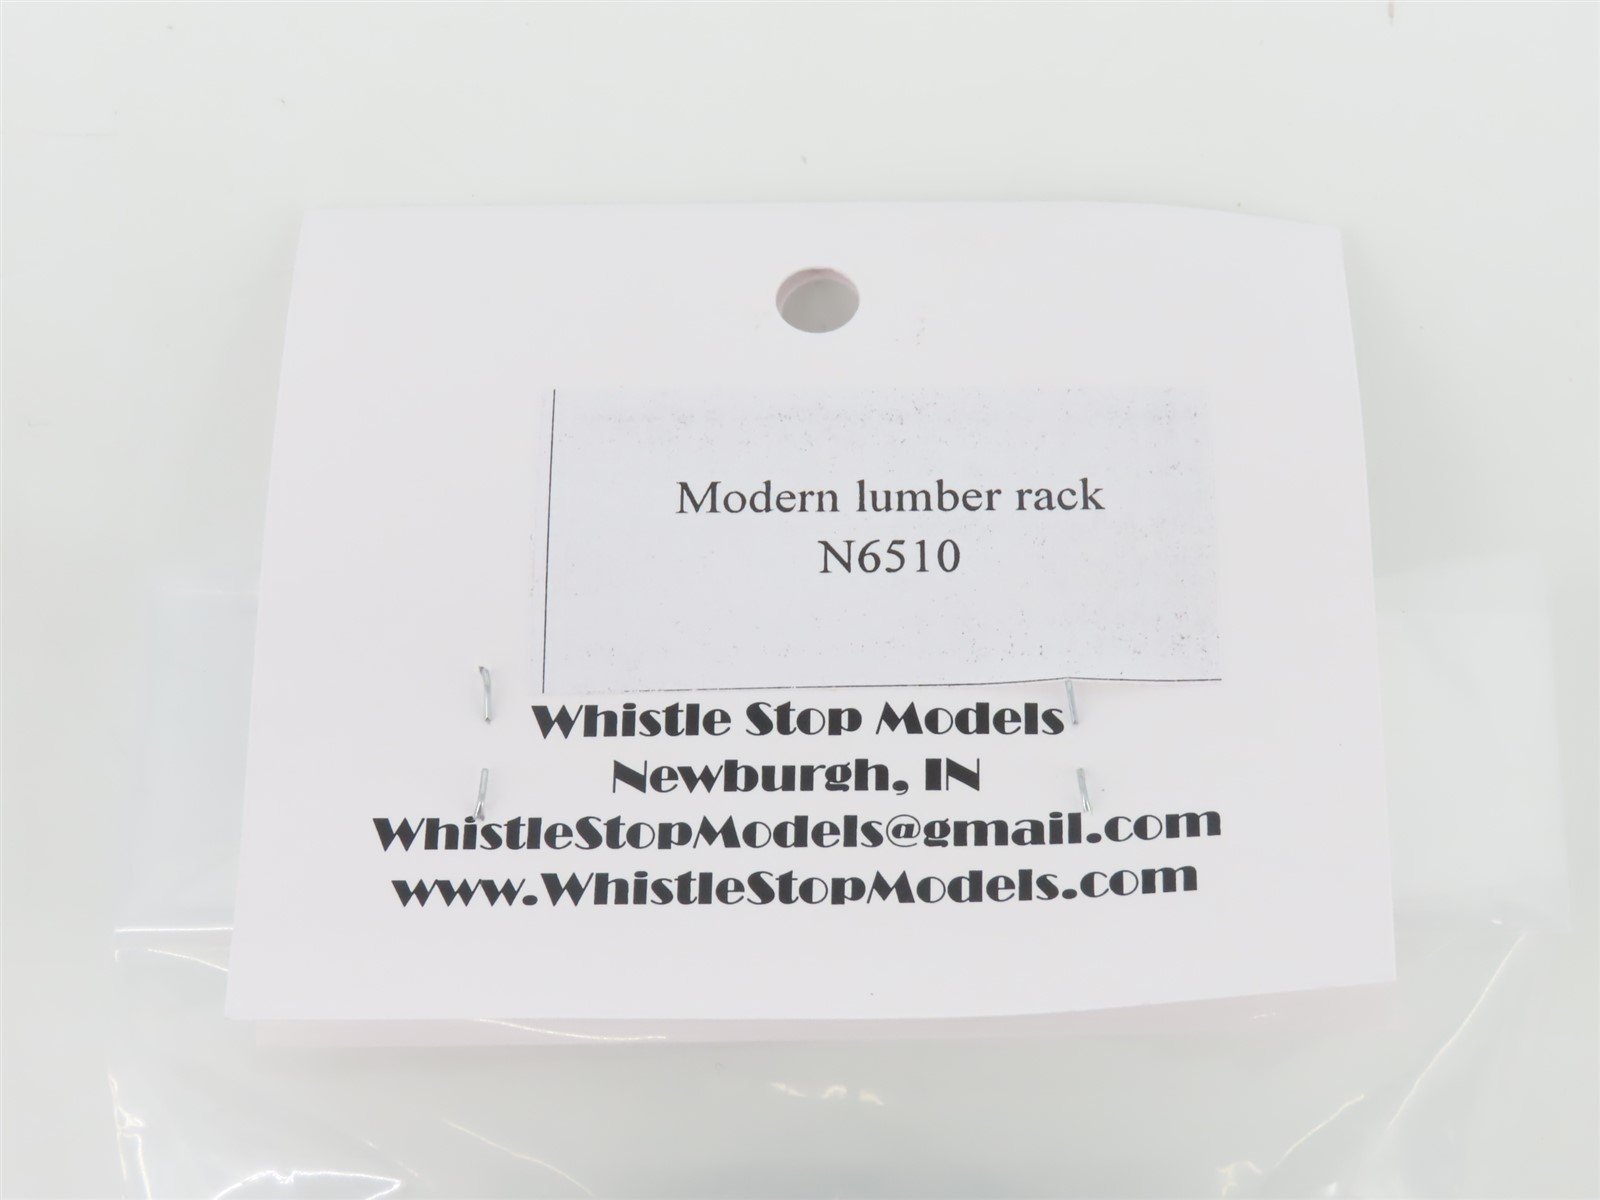 Modern lumber rack
N6510
Whistle Stop Models
Newburgh, IN
WhistleStopModels@gmail.com
www.WhistleStopModels.com